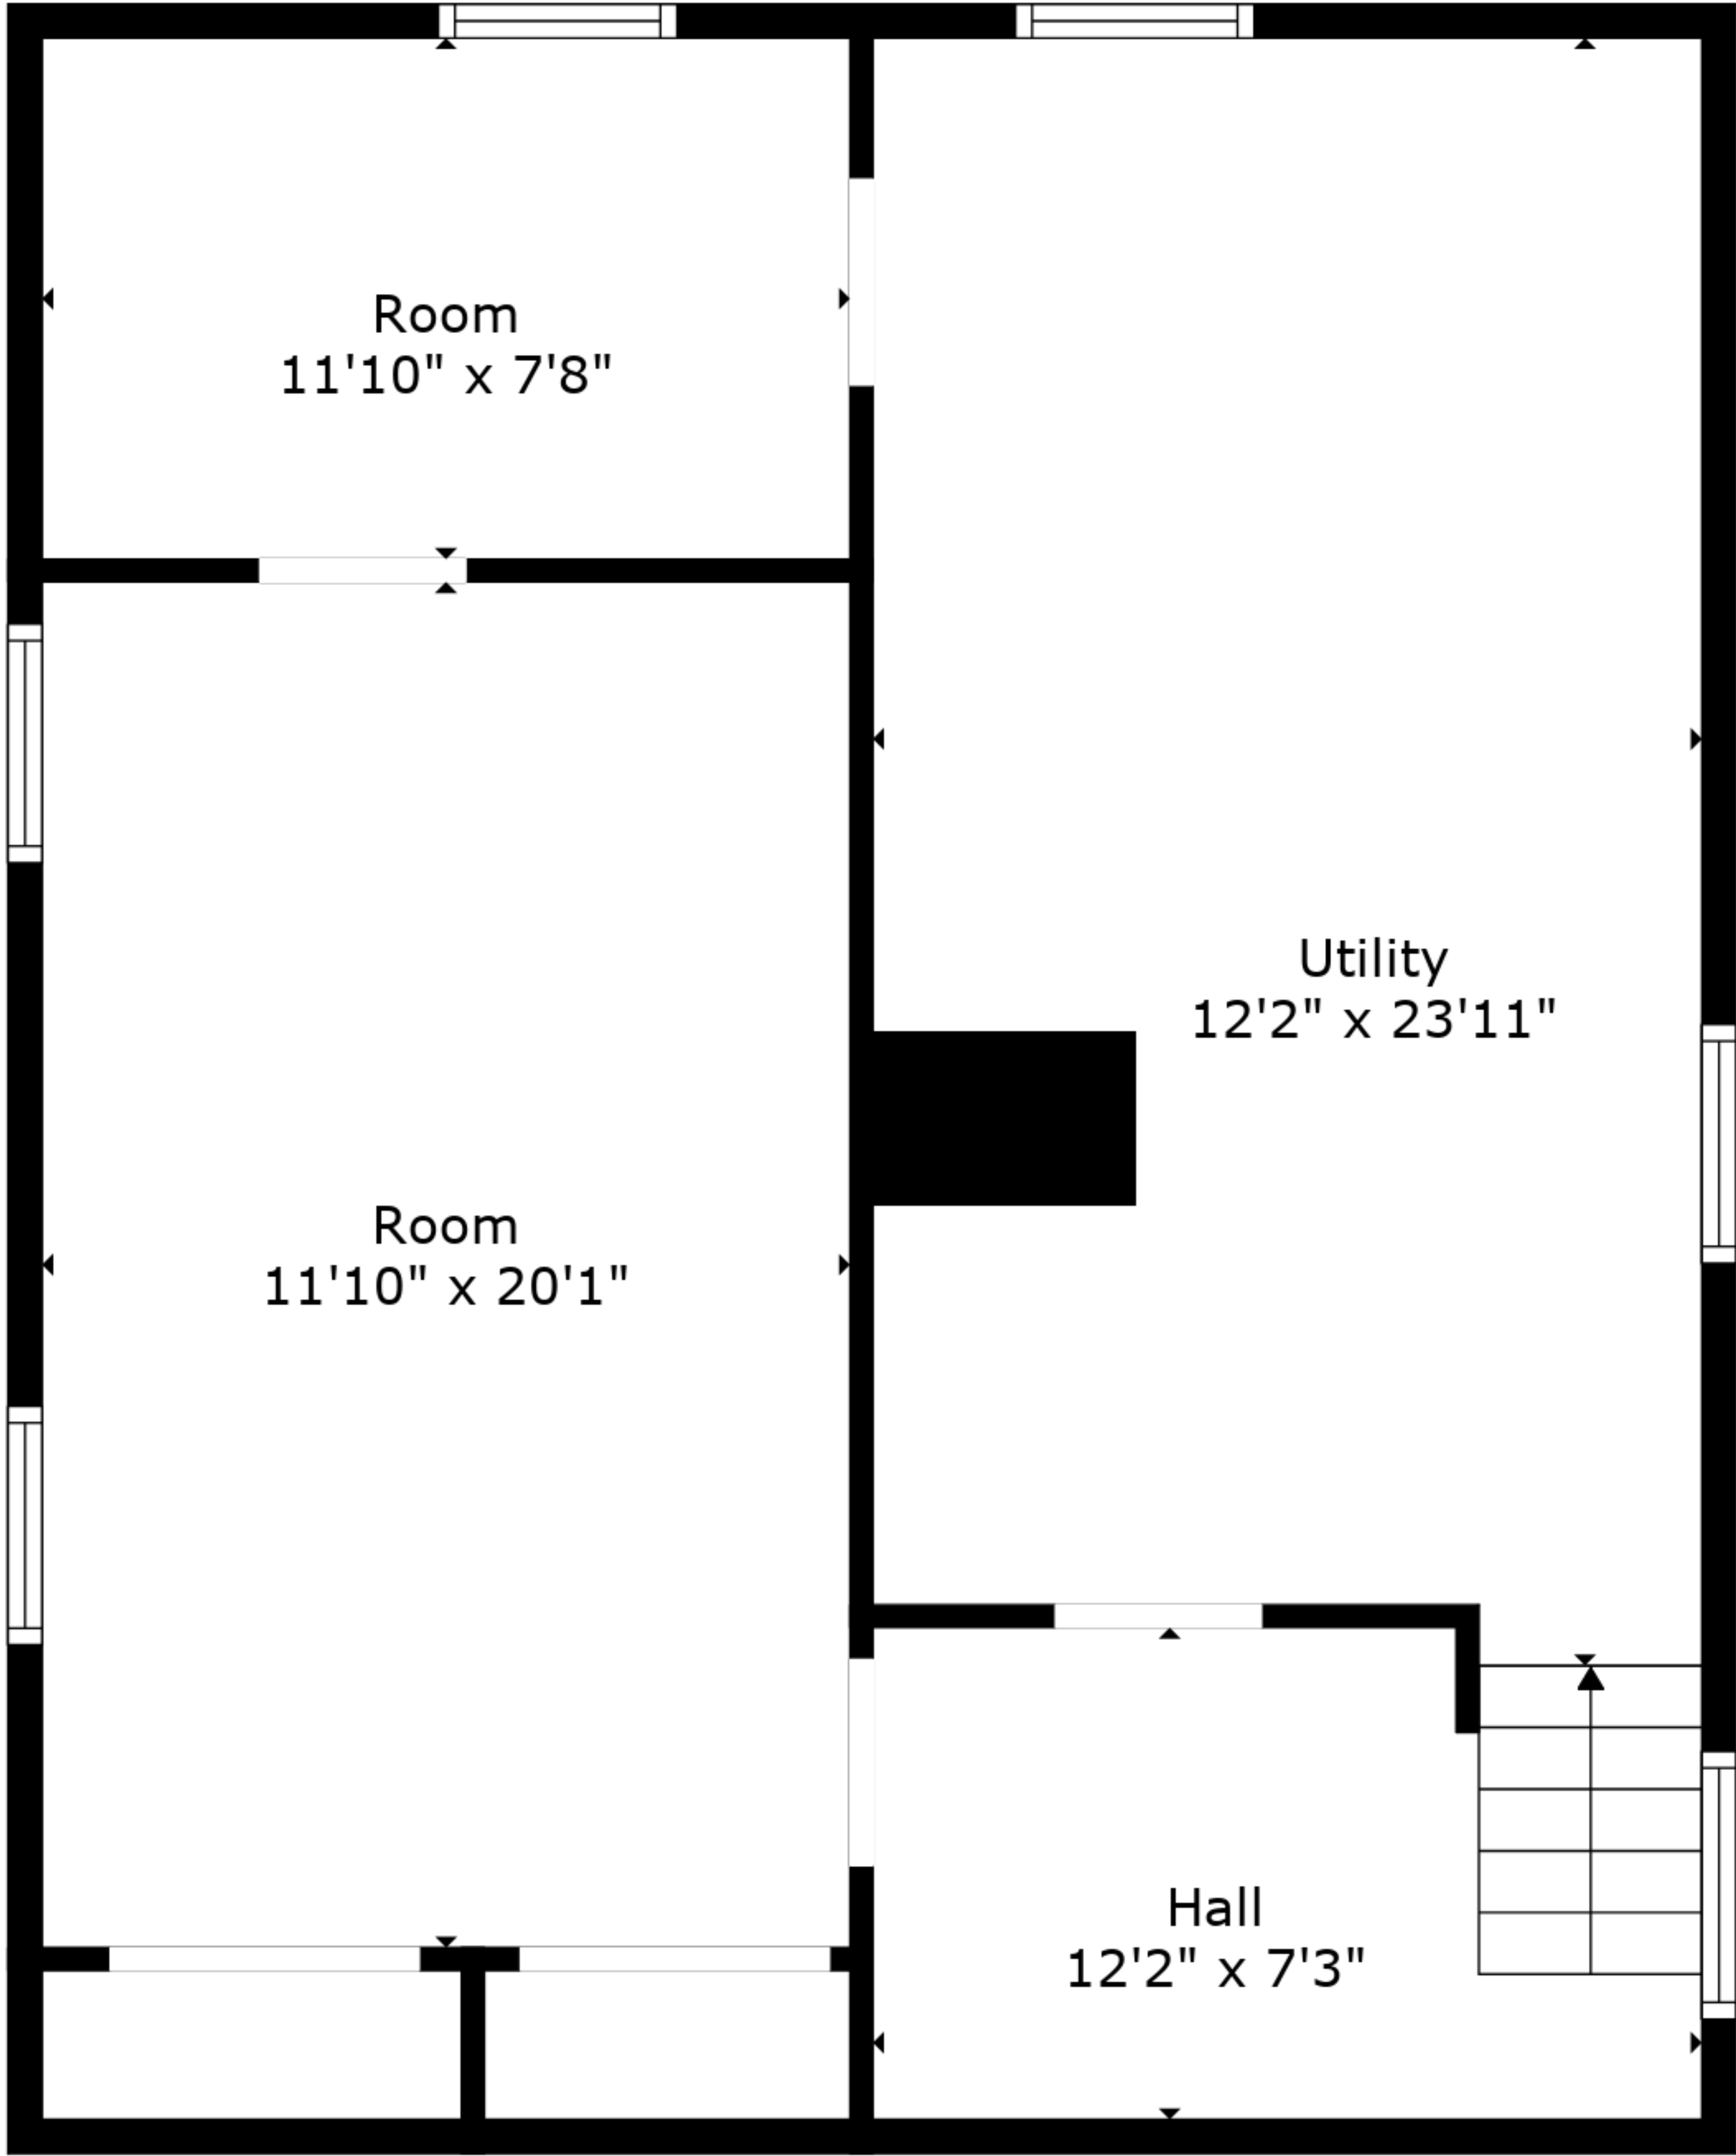 Room
11'10" x 7'8"
Utility
12'2" x 23'11"
Room
11'10" x 20'1"
Hall
12'2" x 7'3"